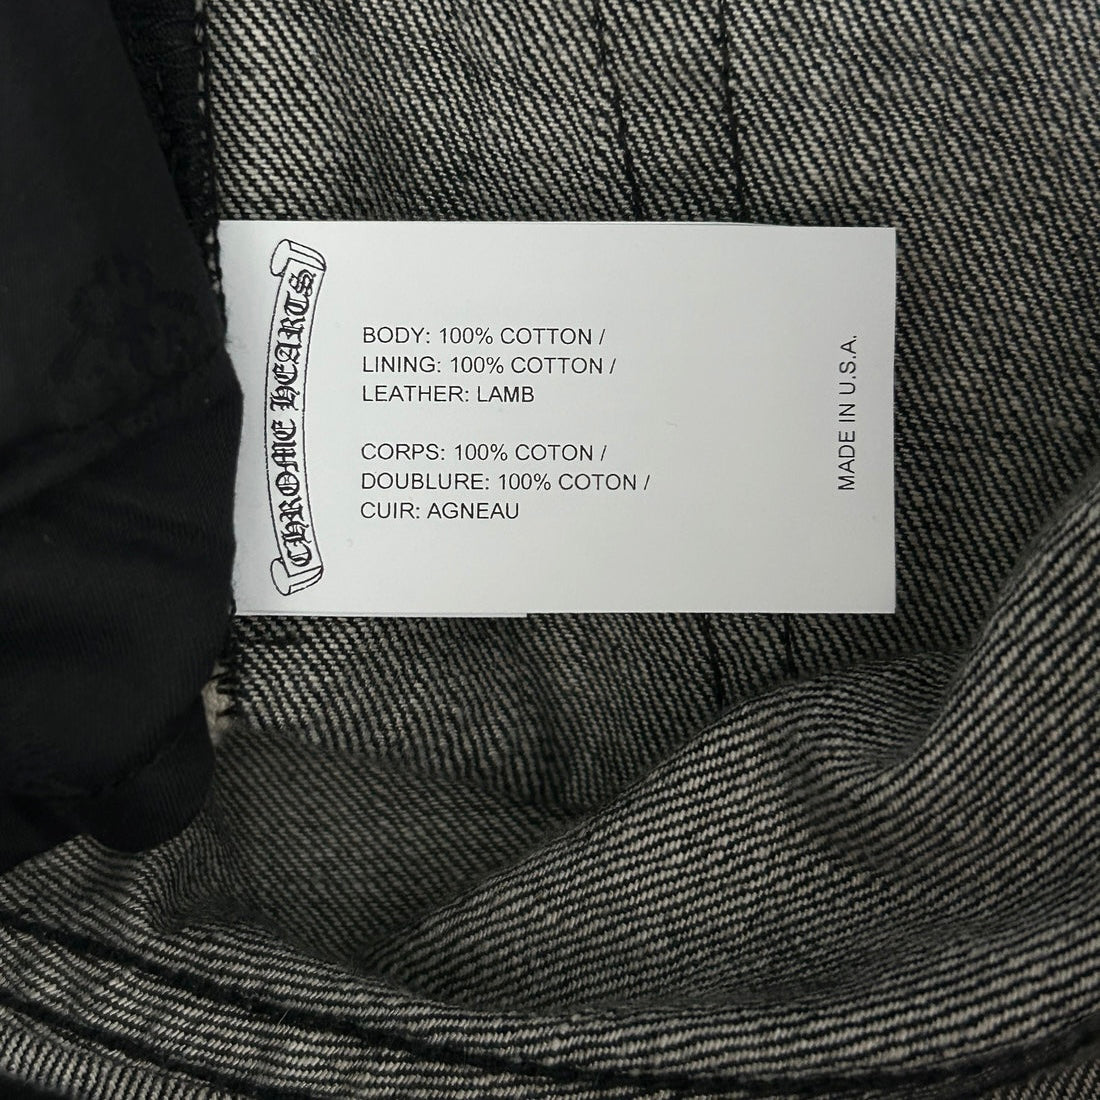 CHROME HEARTS
BODY: 100% COTTON /
LINING: 100% COTTON /
LEATHER: LAMB
CORPS: 100% COTON /
DOUBLURE: 100% COTON /
CUIR: AGNEAU
MADE IN U.S.A.